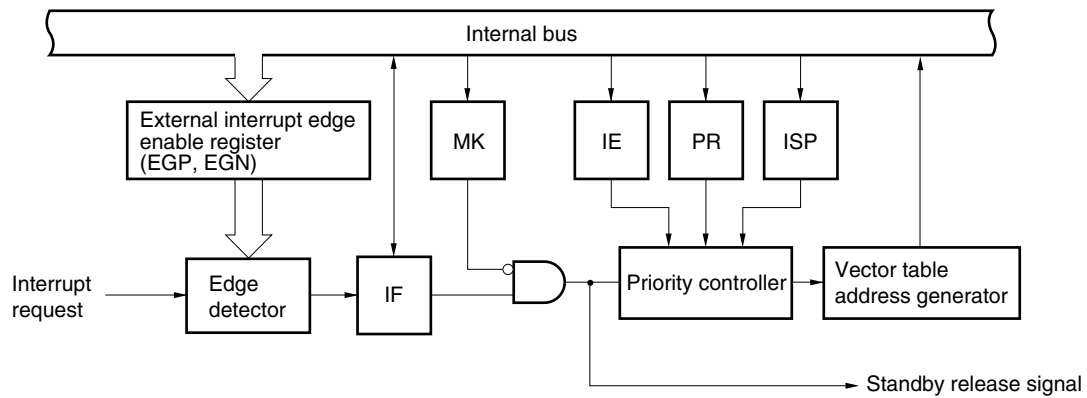 Internal bus
External interrupt edge
enable register
(EGP, EGN)
MK
IE
PR
ISP
Interrupt
request
Edge
detector
IF
Priority controller
Vector table
address generator
Standby release signal